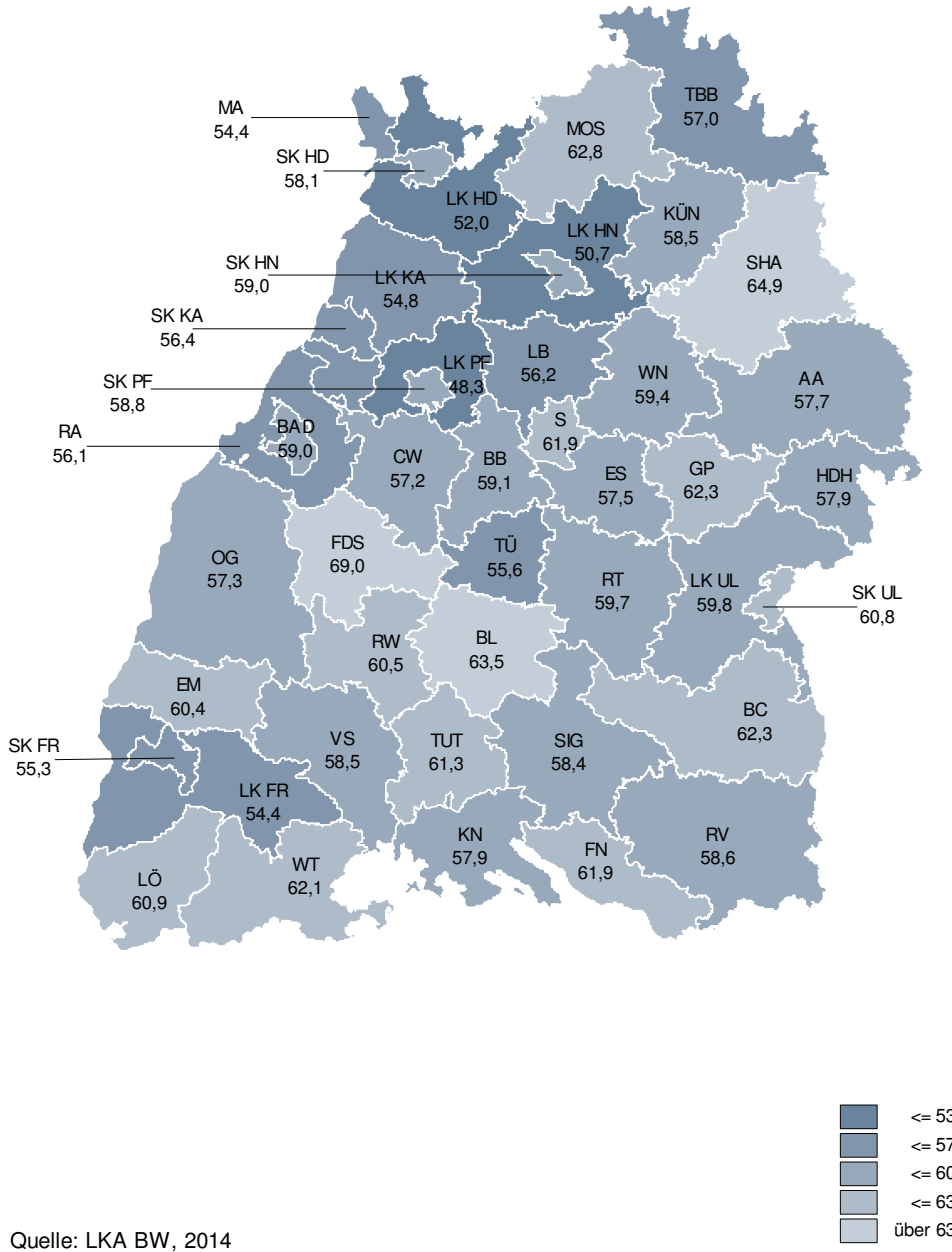 TBB
57,0
MA
54,4
MOS
62,8
SK HD
58,1
LK HD
52,0
KÜN
58,5
LK HN
50,7
SK HN
59,0
SHA
64,9
LK KA
54,8
SK KA
56,4
LB
56,2
LK PF
48,3
WN
59,4
AA
57,7
SK PF
58,8
S
61,9
RA
56,1
BAD
59,0
CW
57,2
BB
59,1
ES
57,5
GP
62,3
HDH
57,9
OG
57,3
FDS
69,0
TÜ
55,6
RT
59,7
LK UL
59,8
SK UL
60,8
RW
60,5
BL
63,5
EM
60,4
BC
62,3
SK FR
55,3
VS
58,5
TUT
61,3
SIG
58,4
LK FR
54,4
KN
57,9
RV
58,6
FN
61,9
WT
62,1
LÖ
60,9
<= 53
<= 57
<= 60
<= 63
über 63
Quelle: LKA BW, 2014